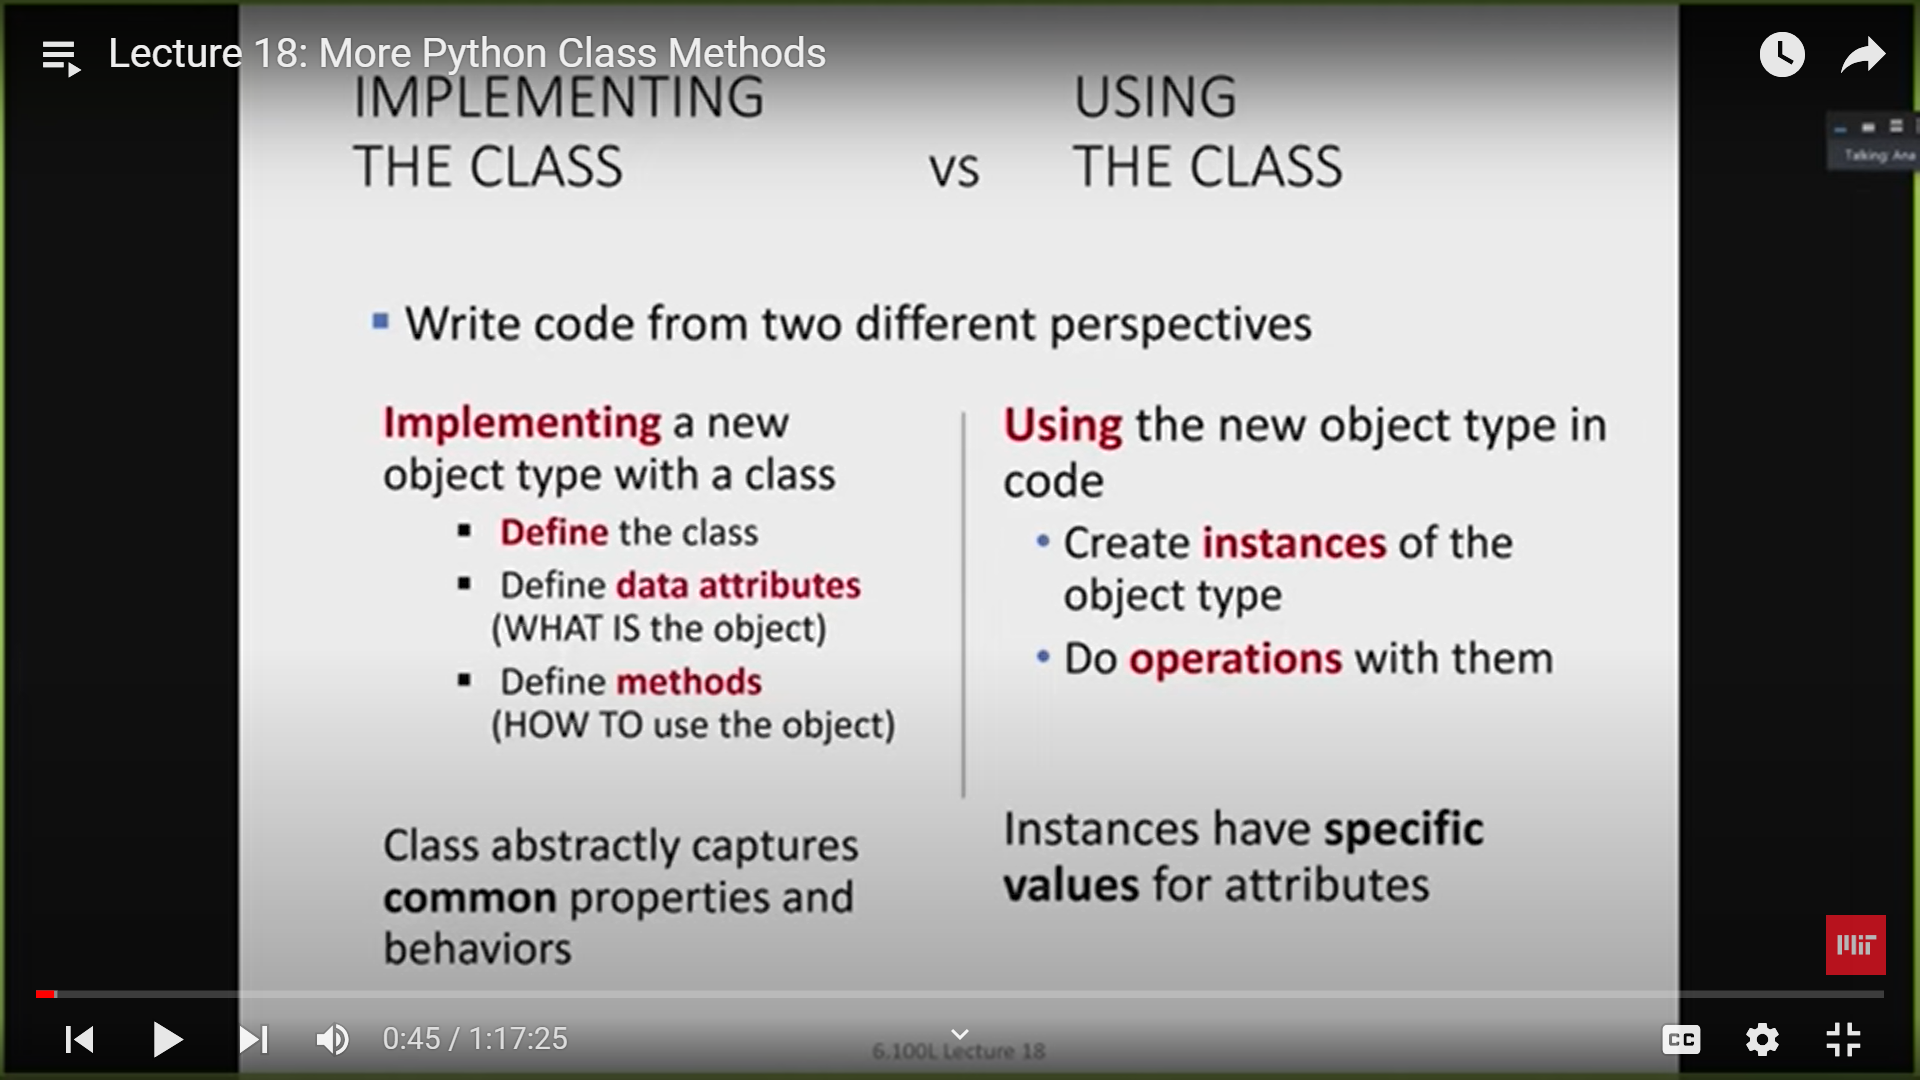 Lecture 18: More Python Class Methods
IMPLEMENTING
THE CLASS
vs
USING
THE CLASS
Talking: Ana
Write code from two different perspectives
Implementing a new
object type with a class
Define the class
Define data attributes
(WHAT IS the object)
Define methods
(HOW TO use the object)
Class abstractly captures
common properties and
behaviors
Using the new object type in
code
Create instances of the
object type
Do operations with them
Instances have specific
values for attributes
MIT
0:45 / 1:17:25
6.100L Lecture 18
CC